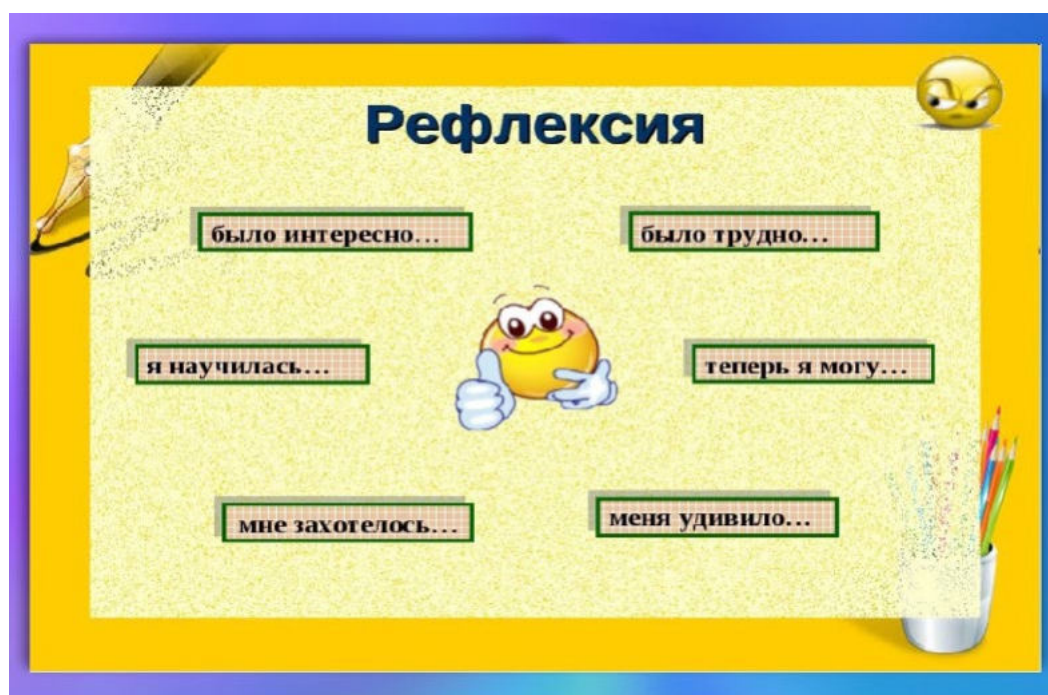 Рефлексия
было интересно...
было трудно...
я научилась...
теперь я могу...
мне захотелось...
меня удивило...